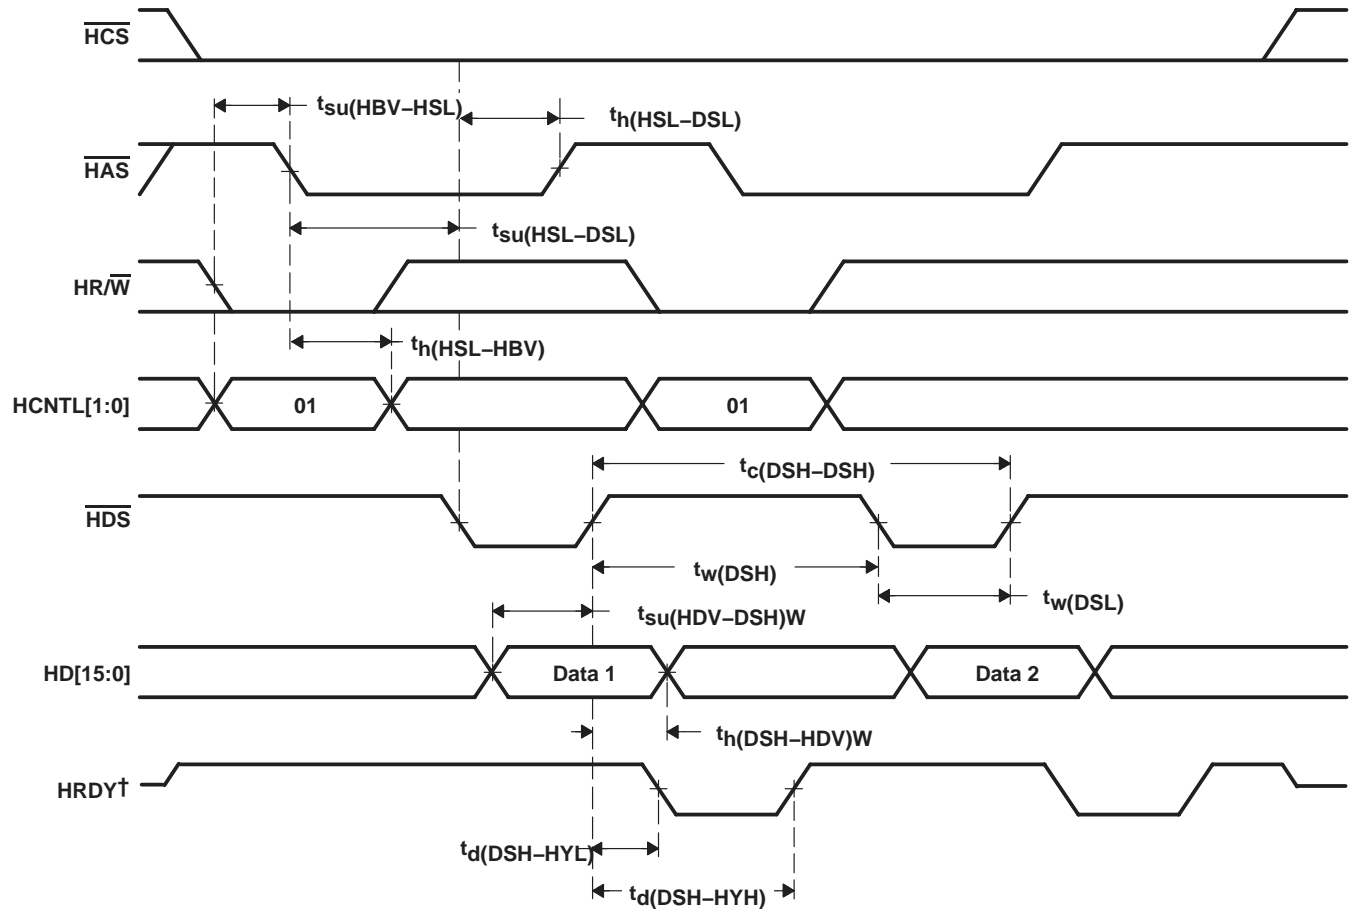 HCS
tsu(HBV–HSL)
th(HSL–DSL)
HAS
tsu(HSL–DSL)
HR/W
th(HSL–HBV)
HCNTL[1:0]
01
01
tc(DSH–DSH)
HDS
tw(DSH)
tw(DSL)
tsu(HDV–DSH)W
HD[15:0]
Data 1
Data 2
th(DSH–HDV)W
HRDY†
td(DSH–HYL)
td(DSH–HYH)